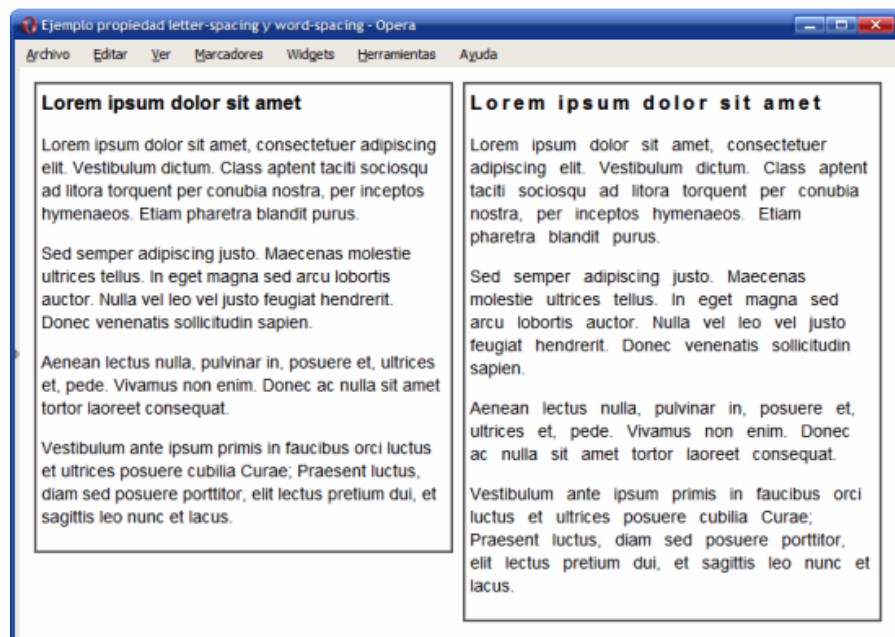 Ejemplo propiedad letter-spacing y word-spacing - Opera
Archivo Editar Ver Marcadores Widgets Herramientas Ayuda
Lorem ipsum dolor sit amet
Lorem ipsum dolor sit amet, consectetuer adipiscing
elit. Vestibulum dictum. Class aptent taciti sociosqu
ad litora torquent per conubia nostra, per inceptos
hymenaeos. Etiam pharetra blandit purus.
Sed semper adipiscing justo. Maecenas molestie
ultrices tellus. In eget magna sed arcu lobortis
auctor. Nulla vel leo vel justo feugiat hendrerit.
Donec venenatis sollicitudin sapien.
Aenean lectus nulla, pulvinar in, posuere et, ultrices
et, pede. Vivamus non enim. Donec ac nulla sit amet
tortor laoreet consequat.
Vestibulum ante ipsum primis in faucibus orci luctus
et ultrices posuere cubilia Curae; Praesent luctus,
diam sed posuere porttitor, elit lectus pretium dui, et
sagittis leo nunc et lacus.
Lorem ipsum dolor sit amet
Lorem ipsum dolor sit amet, consectetuer
adipiscing elit. Vestibulum dictum. Class aptent
taciti sociosqu ad litora torquent per conubia
nostra, per inceptos hymenaeos. Etiam
pharetra blandit purus.
Sed semper adipiscing justo. Maecenas
molestie ultrices tellus. In eget magna sed
arcu lobortis auctor. Nulla vel leo vel justo
feugiat hendrerit. Donec venenatis sollicitudin
sapien.
Aenean lectus nulla, pulvinar in, posuere et,
ultrices et, pede. Vivamus non enim. Donec
ac nulla sit amet tortor laoreet consequat.
Vestibulum ante ipsum primis in faucibus orci
luctus et ultrices posuere cubilia Curae;
Praesent luctus, diam sed posuere porttitor,
elit lectus pretium dui, et sagittis leo nunc et
lacus.